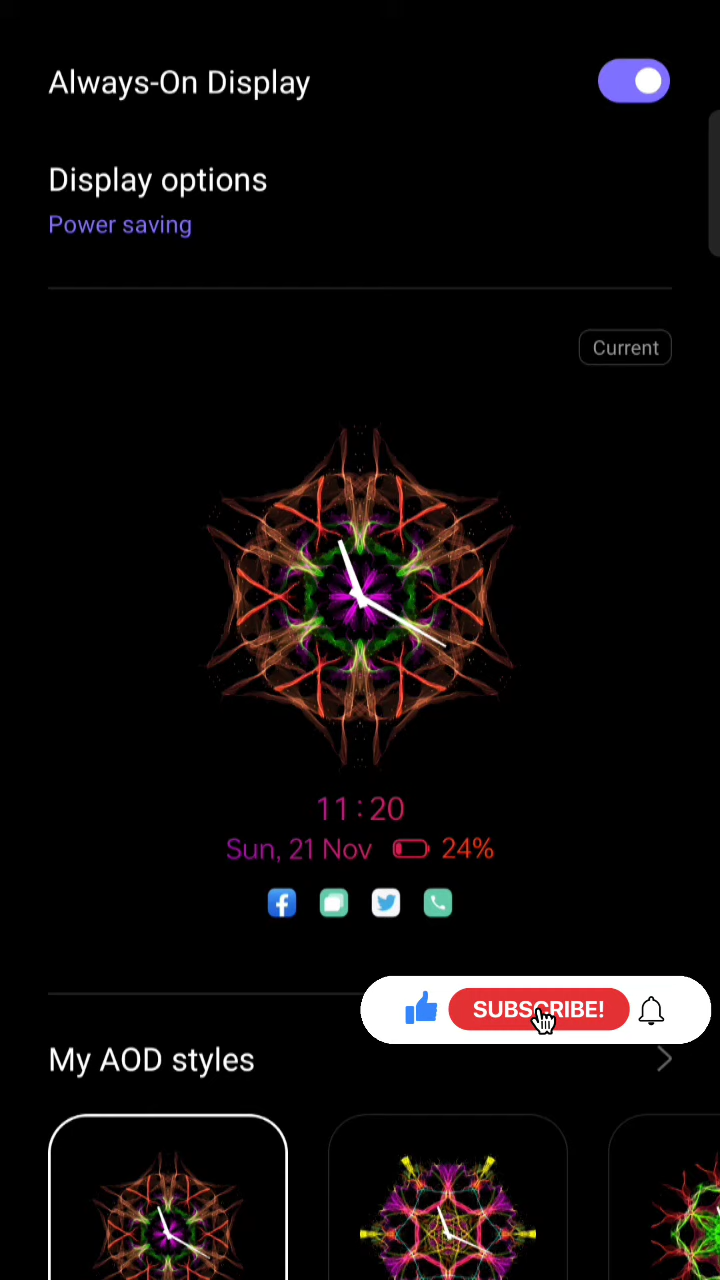 Always-On Display
Display options
Power saving
Current
11:20
Sun, 21 Nov 24%
SUBSCRIBE!
My AOD styles